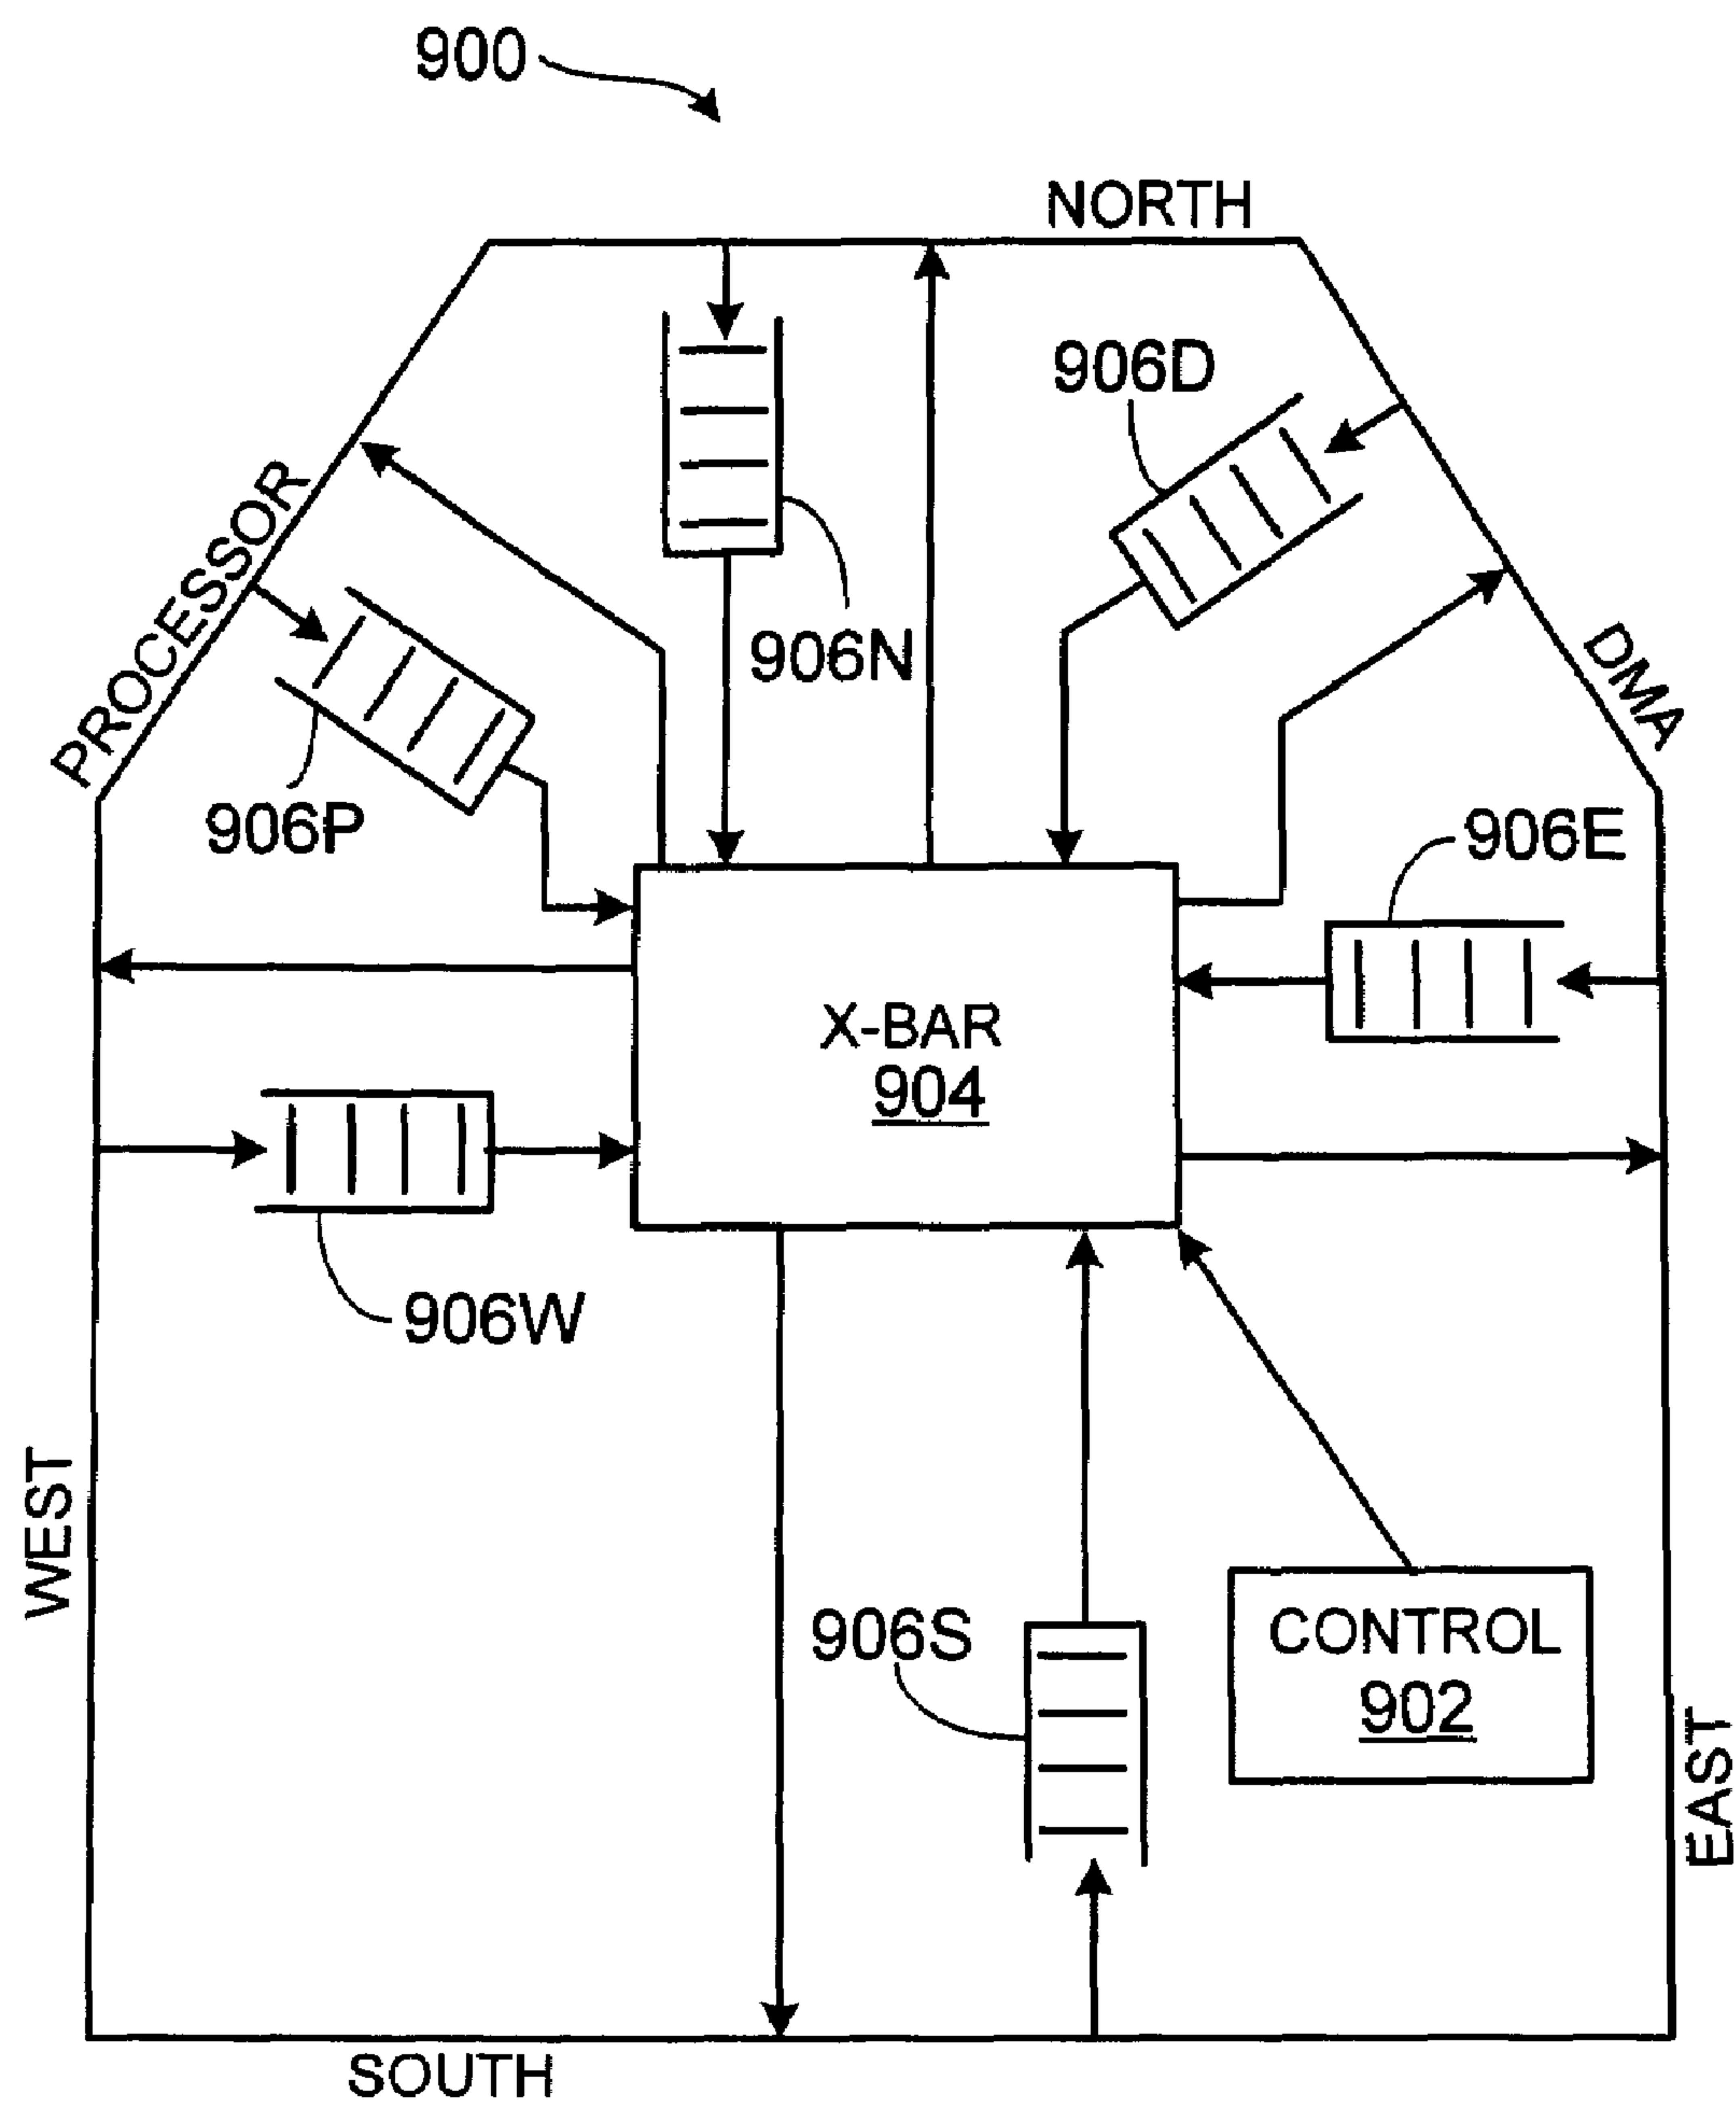 900
NORTH
906D
PROCESSOR
906N
DMA
906P
906E
X-BAR
904
906W
WEST
906S
CONTROL
902
EAST
SOUTH